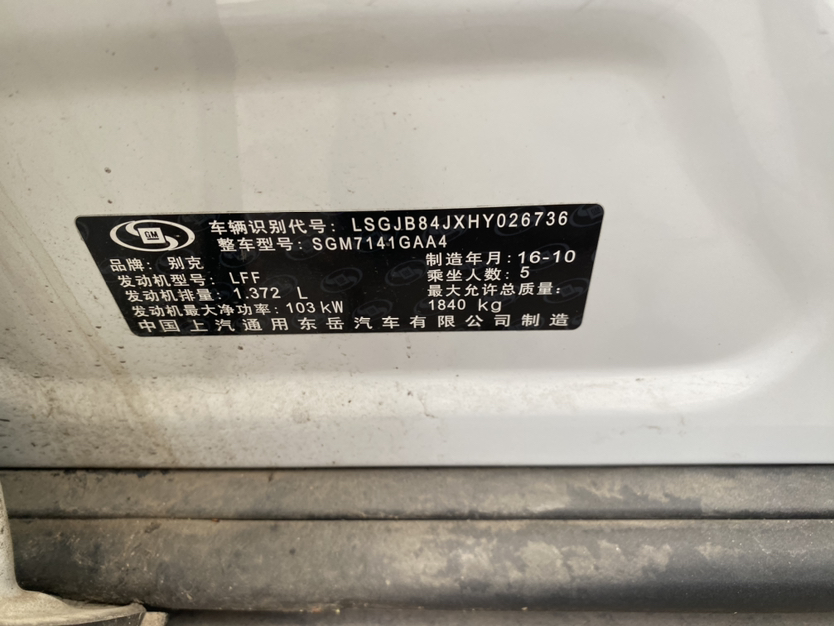 GM
车辆识别代号: LSGJB84JXHY026736
整车型号: SGM7141GAA4
品牌: 别克 制造年月: 16-10
发动机型号: LFF 乘坐人数: 5
发动机排量: 1.372 L 最大允许总质量:
发动机最大净功率: 103 kW 1840 kg
中国上汽通用东岳汽车有限公司制造